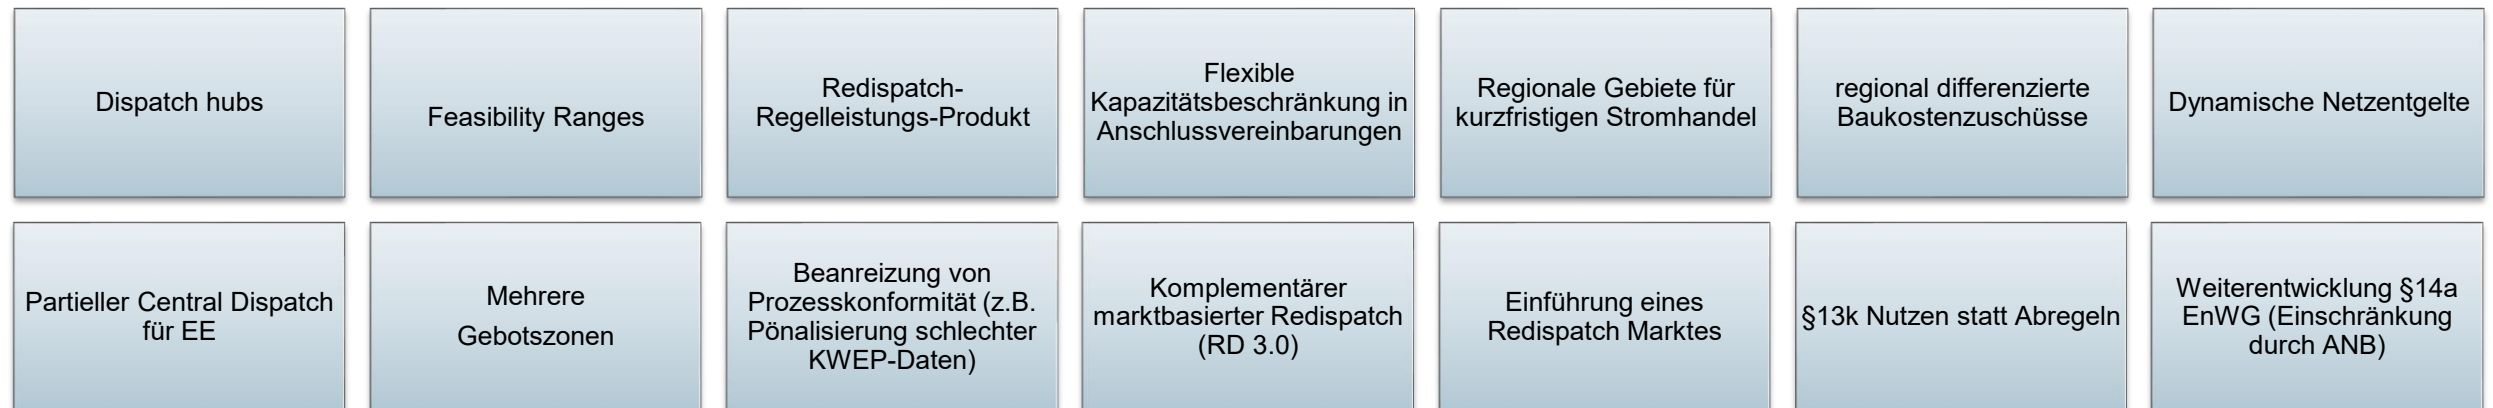 Dispatch hubs
Feasibility Ranges
Redispatch-
Regelleistungs-Produkt
Flexible
Kapazitätsbeschränkung in
Anschlussvereinbarungen
Regionale Gebiete für
kurzfristigen Stromhandel
regional differenzierte
Baukostenzuschüsse
Dynamische Netzentgelte
Partieller Central Dispatch
für EE
Mehrere
Gebotszonen
Beanreizung von
Prozesskonformität (z.B.
Pönalisierung schlechter
KWEP-Daten)
Komplementärer
marktbasierter Redispatch
(RD 3.0)
Einführung eines
Redispatch Marktes
§13k Nutzen statt Abregeln
Weiterentwicklung §14a
EnWG (Einschränkung
durch ANB)